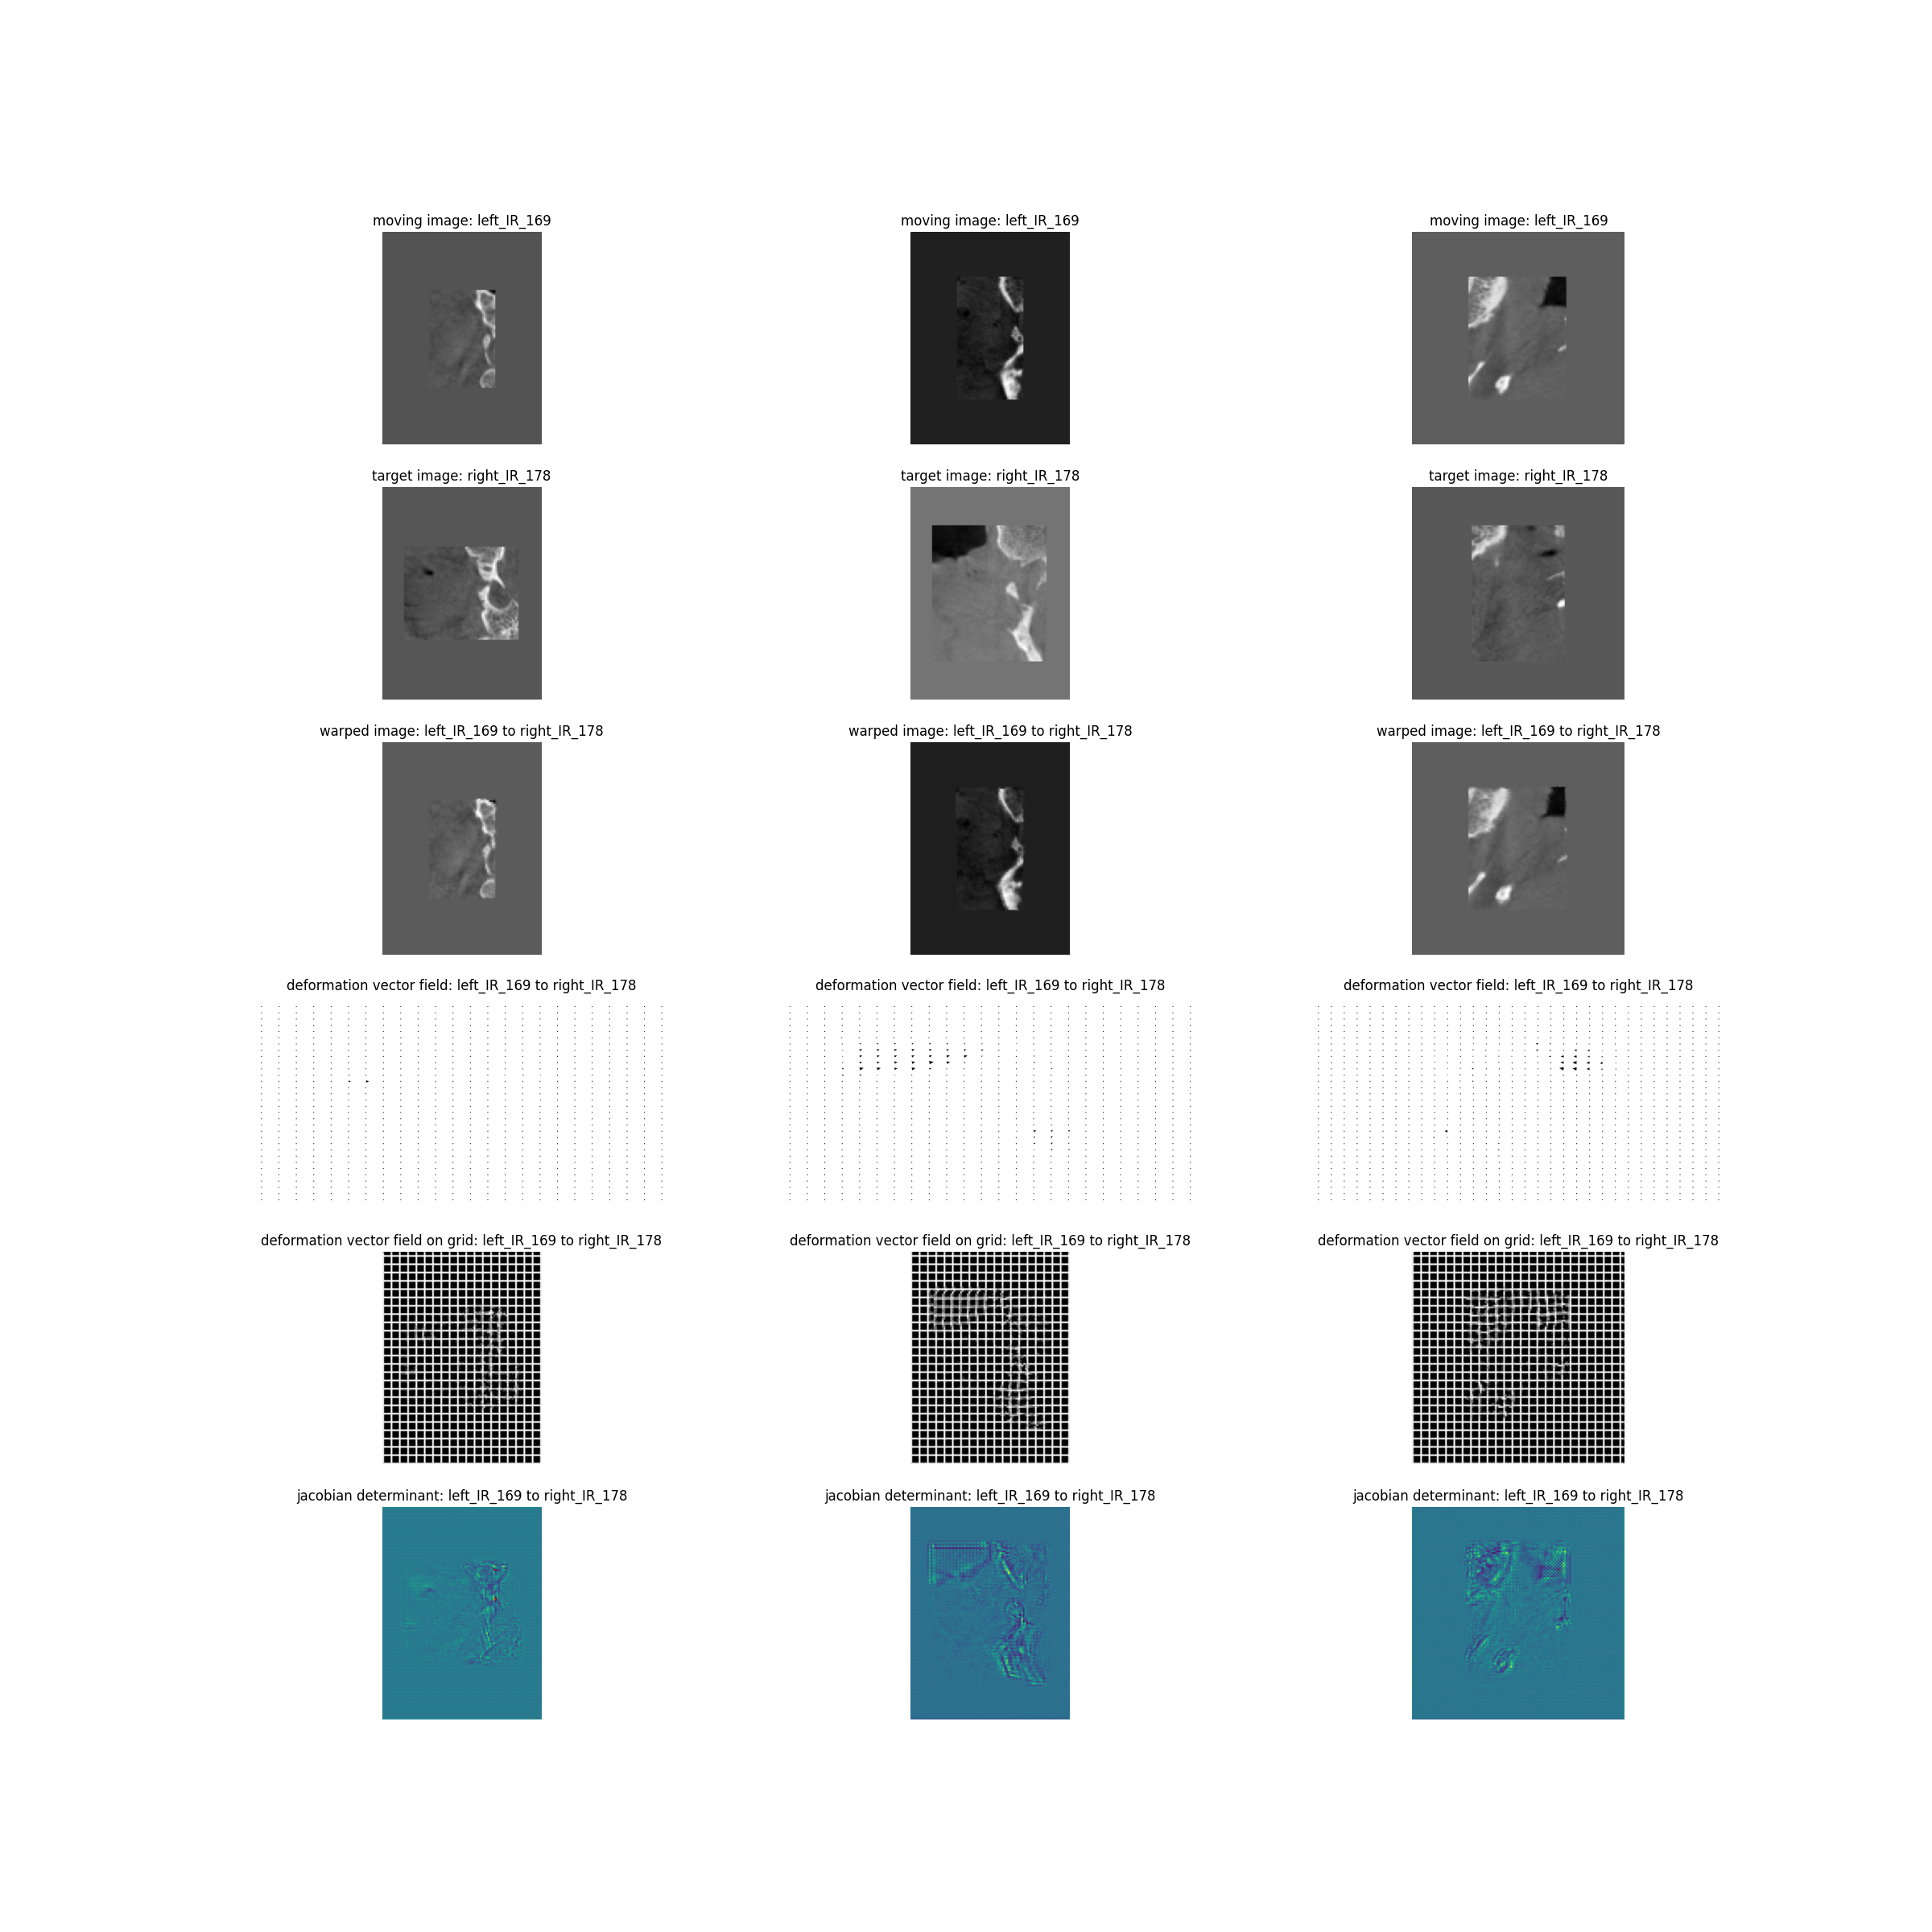 moving image: left_IR_169
moving image: left_IR_169
moving image: left_IR_169
target image: right_IR_178
target image: right_IR_178
target image: right_IR_178
warped image: left_IR_169 to right_IR_178
warped image: left_IR_169 to right_IR_178
warped image: left_IR_169 to right_IR_178
deformation vector field: left_IR_169 to right_IR_178
deformation vector field: left_IR_169 to right_IR_178
deformation vector field: left_IR_169 to right_IR_178
deformation vector field on grid: left_IR_169 to right_IR_178
deformation vector field on grid: left_IR_169 to right_IR_178
deformation vector field on grid: left_IR_169 to right_IR_178
jacobian determinant: left_IR_169 to right_IR_178
jacobian determinant: left_IR_169 to right_IR_178
jacobian determinant: left_IR_169 to right_IR_178